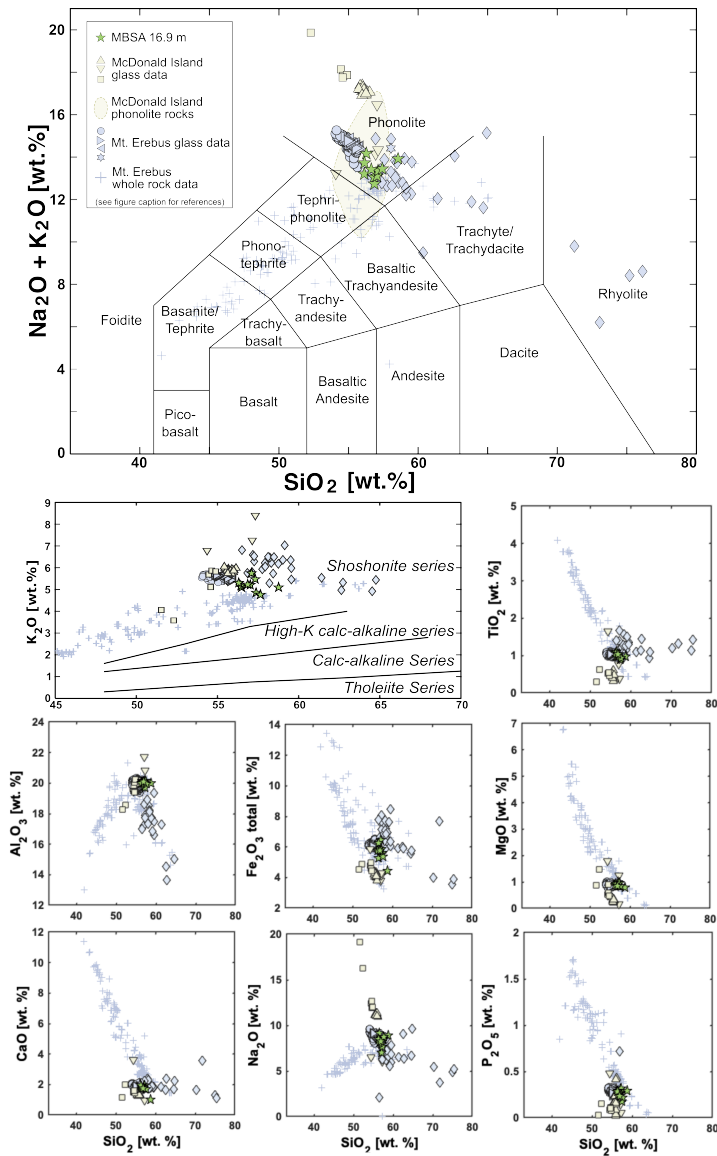 20
16
12
8
4
0
Na2O + K2O [wt.%]
MBSA 16.9 m
McDonald Island
glass data
McDonald Island
phonolite rocks
Mt. Erebus glass data
Mt. Erebus
whole rock data
(see figure caption for references)
Phonolite
Tephri-
phonolite
Phono-
tephrite
Trachyte/
Trachydacite
Basaltic
Trachyandesite
Foidite
Basanite/
Tephrite
Trachy-
andesite
Rhyolite
Trachy-
basalt
Dacite
Basalt
Basaltic
Andesite
Andesite
Pico-
basalt
40 50 60 70 80
SiO2 [wt.%]
9
8
7
6
5
4
3
2
1
0
K2O [wt.%]
Shoshonite series
High-K calc-alkaline series
Calc-alkaline Series
Tholeiite Series
45 50 55 60 65 70
5
4
3
2
1
0
TiO2 [wt.%]
40 50 60 70 80
24
22
20
18
16
14
12
Al2O3 [wt. %]
40 50 60 70 80
14
12
10
8
6
4
2
Fe2O3 total [wt. %]
40 50 60 70 80
7
6
5
4
3
2
1
0
MgO [wt. %]
40 50 60 70 80
12
10
8
6
4
2
0
CaO [wt. %]
40 50 60 70 80
SiO2 [wt. %]
20
15
10
5
0
Na2O [wt. %]
40 50 60 70 80
SiO2 [wt. %]
2
1.5
1
0.5
0
P2O5 [wt. %]
40 50 60 70 80
SiO2 [wt. %]